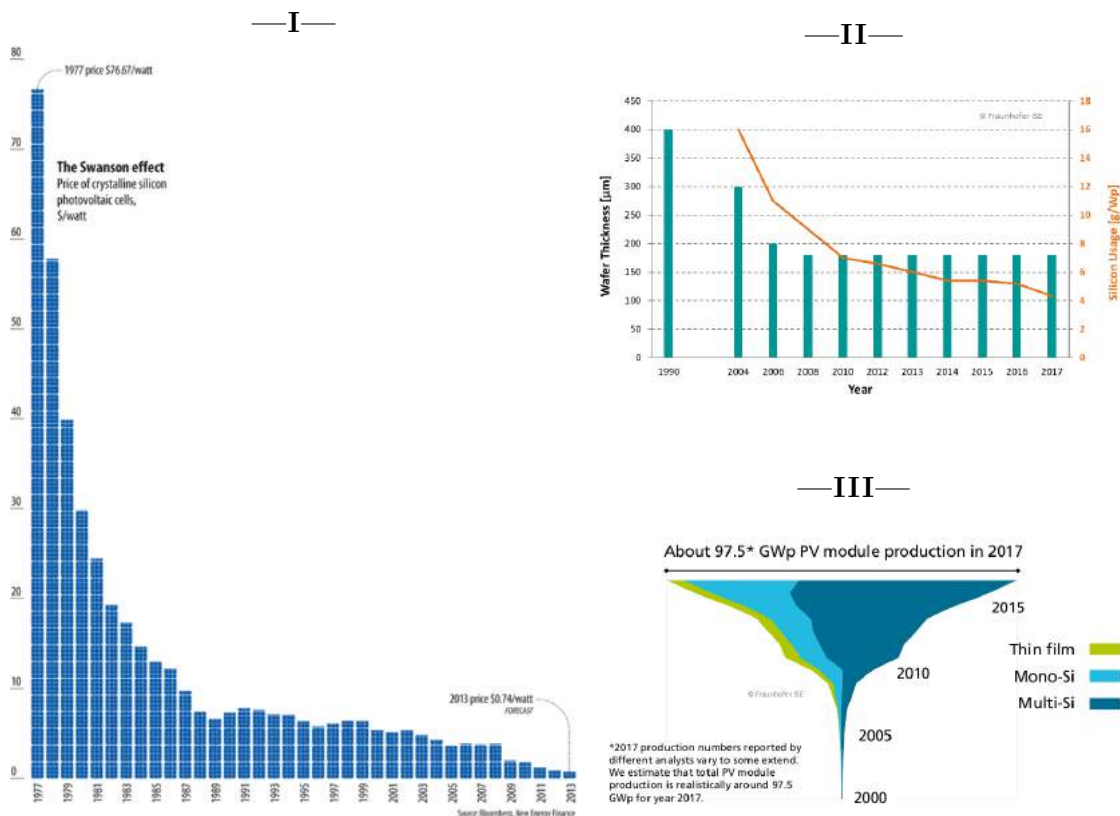 —I—
80
1977 price $76.67/watt
70
The Swanson effect
Price of crystalline silicon
photovoltaic cells,
$/watt
60
50
40
30
20
10
0
2013 price $0.74/watt
FORECAST
1977
1979
1981
1983
1985
1987
1989
1991
1993
1995
1997
1999
2001
2003
2005
2007
2009
2011
2013
Source: Bloomberg, New Energy Finance
—II—
© Fraunhofer ISE
Wafer Thickness [µm]
450
400
350
300
250
200
150
100
50
0
18
16
14
12
10
8
6
4
2
0
Silicon Usage [g/Wp]
1990 2004 2006 2008 2010 2012 2013 2014 2015 2016 2017
Year
—III—
About 97.5* GWp PV module production in 2017
2015
Thin film
2010
Mono-Si
© Fraunhofer ISE
Multi-Si
2005
*2017 production numbers reported by
different analysts vary to some extend.
We estimate that total PV module
production is realistically around 97.5
GWp for year 2017.
2000